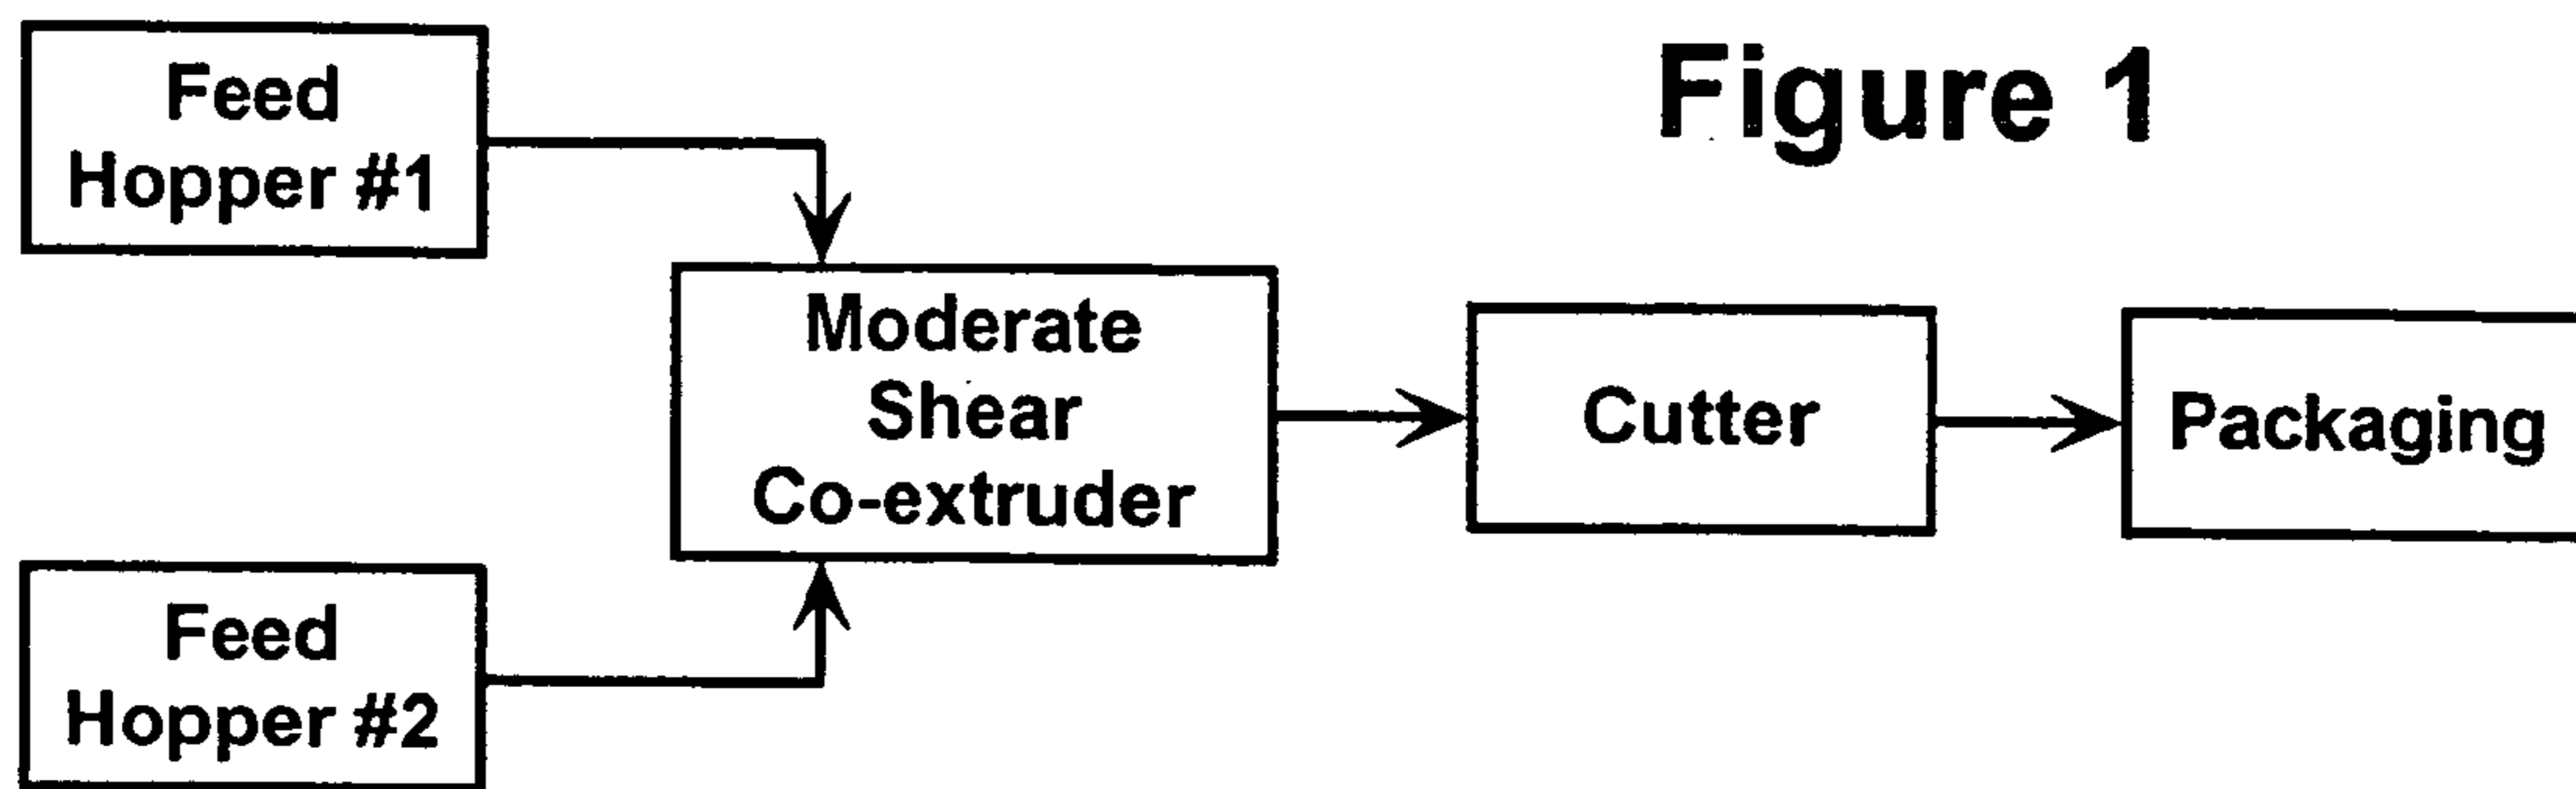 Figure 1
Feed
Hopper #1
Moderate
Shear
Co-extruder
Cutter
Packaging
Feed
Hopper #2